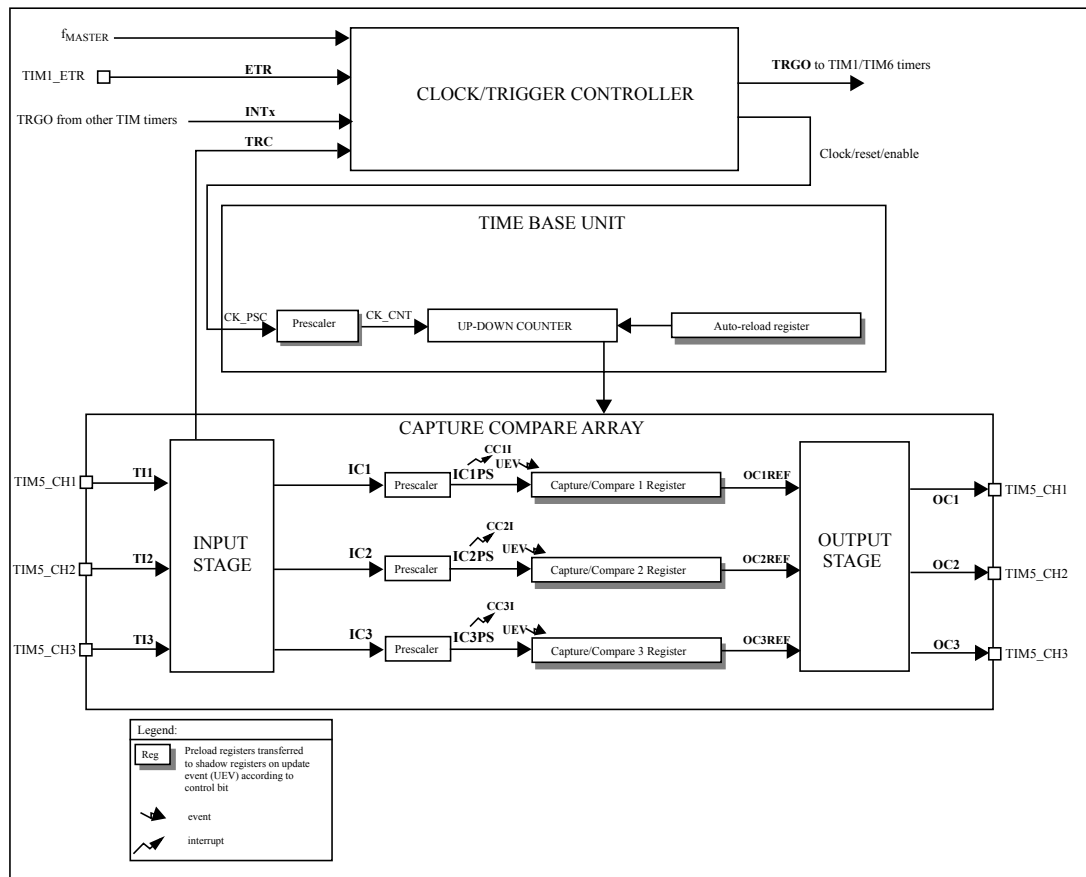 fMASTER
TIM1_ETR
ETR
TRGO from other TIM timers
INTx
TRC
CLOCK/TRIGGER CONTROLLER
TRGO to TIM1/TIM6 timers
Clock/reset/enable
TIME BASE UNIT
CK_PSC
Prescaler
CK_CNT
UP-DOWN COUNTER
Auto-reload register
CAPTURE COMPARE ARRAY
TIM5_CH1
TI1
INPUT
STAGE
IC1
Prescaler
IC1PS
CC1I
UEV
Capture/Compare 1 Register
OC1REF
OUTPUT
STAGE
OC1
TIM5_CH1
TIM5_CH2
TI2
IC2
Prescaler
IC2PS
CC2I
UEV
Capture/Compare 2 Register
OC2REF
OC2
TIM5_CH2
TIM5_CH3
TI3
IC3
Prescaler
IC3PS
CC3I
UEV
Capture/Compare 3 Register
OC3REF
OC3
TIM5_CH3
Legend:
Reg
Preload registers transferred
to shadow registers on update
event (UEV) according to
control bit
event
interrupt